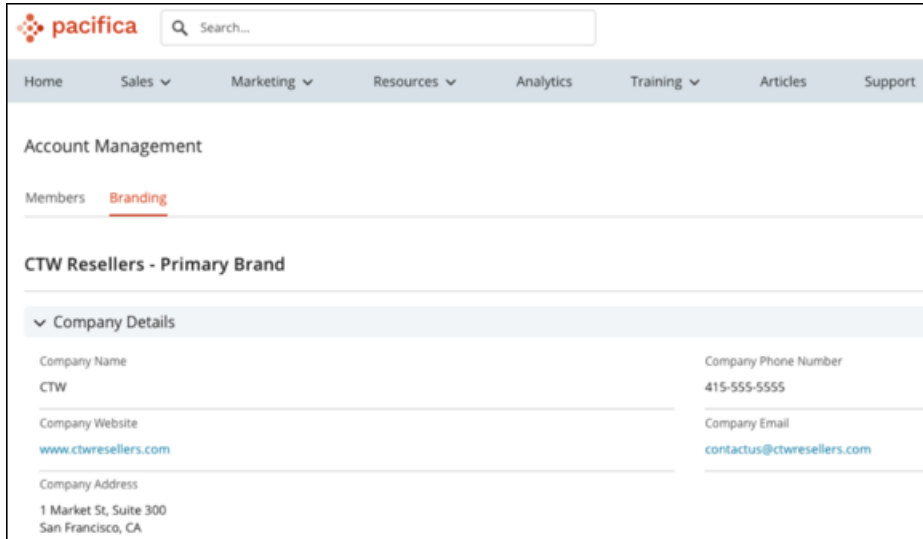 pacifica
Search...
Home Sales Marketing Resources Analytics Training Articles Support
Account Management
Members Branding
CTW Resellers - Primary Brand
Company Details
Company Name
CTW
Company Phone Number
415-555-5555
Company Website
www.ctwresellers.com
Company Email
contactus@ctwresellers.com
Company Address
1 Market St, Suite 300
San Francisco, CA